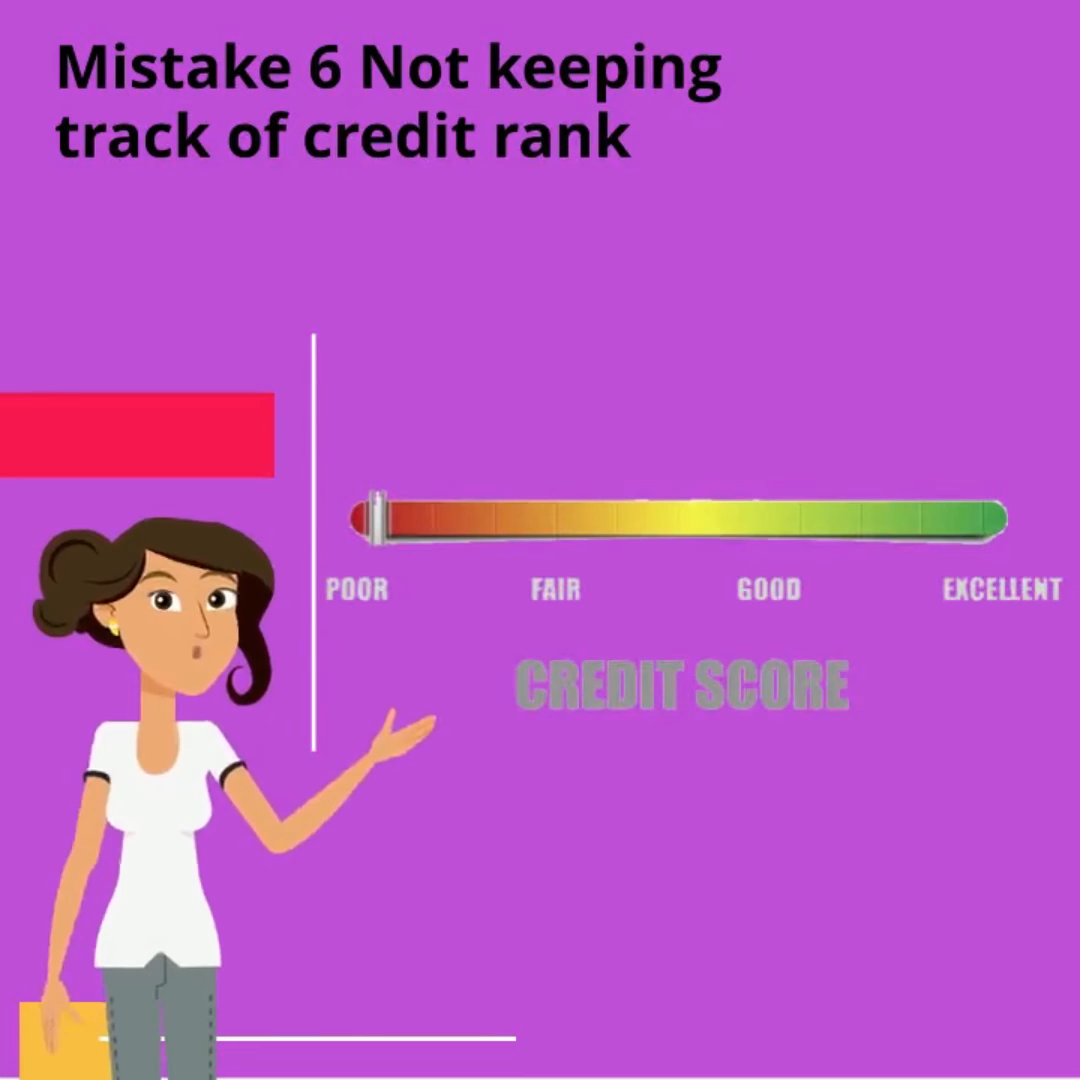 Mistake 6 Not keeping
track of credit rank
POOR FAIR GOOD EXCELLENT
CREDIT SCORE